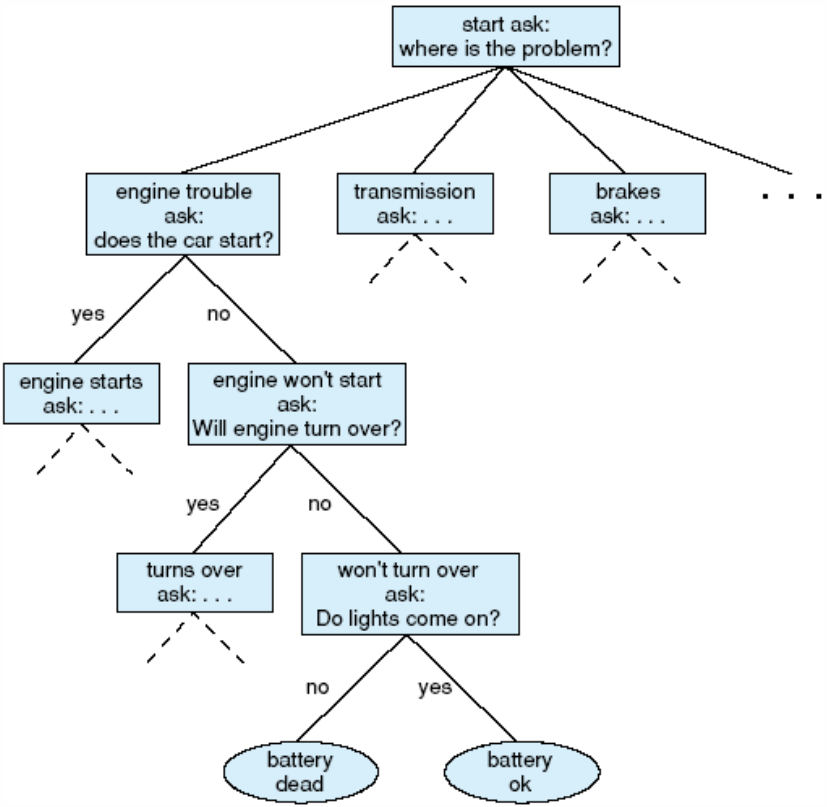 start ask:
where is the problem?
engine trouble
ask:
does the car start?
transmission
ask: . . .
brakes
ask: . . .
. . .
yes
no
engine starts
ask: . . .
engine won't start
ask:
Will engine turn over?
yes
no
turns over
ask: . . .
won't turn over
ask:
Do lights come on?
no
yes
battery
dead
battery
ok